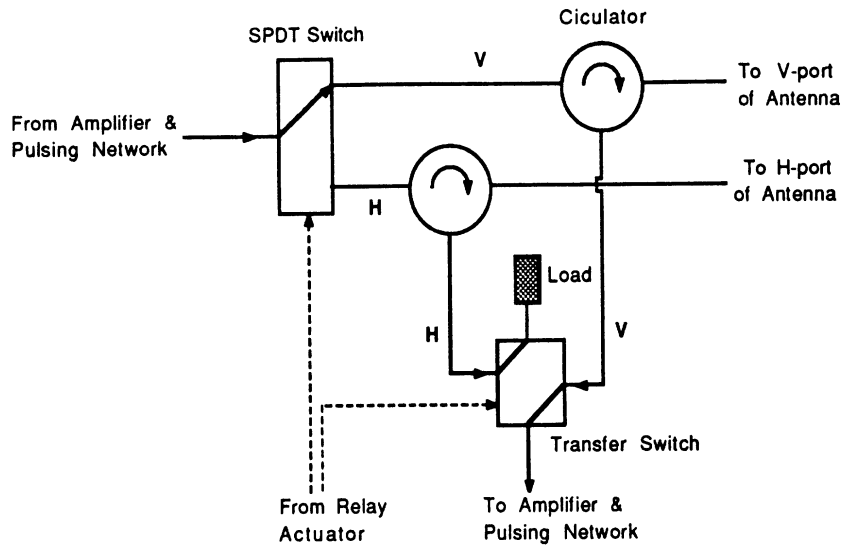 Ciculator
SPDT Switch
V
To V-port
of Antenna
From Amplifier &
Pulsing Network
To H-port
of Antenna
H
Load
H
V
Transfer Switch
From Relay
Actuator
To Amplifier &
Pulsing Network